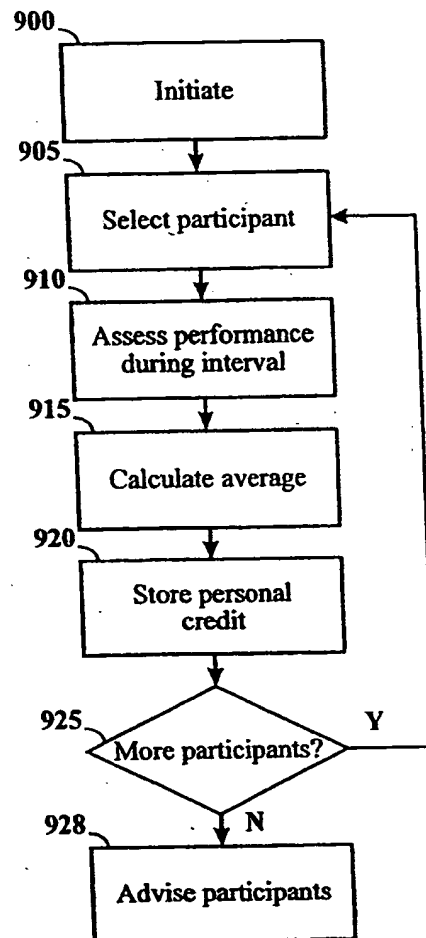 900
Initiate
905
Select participant
910
Assess performance
during interval
915
Calculate average
920
Store personal
credit
925
More participants?
Y
N
928
Advise participants